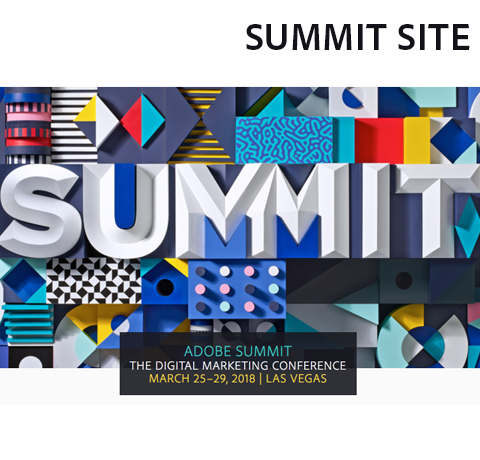 SUMMIT SITE
SUMMIT
ADOBE SUMMIT
THE DIGITAL MARKETING CONFERENCE
MARCH 25–29, 2018 | LAS VEGAS